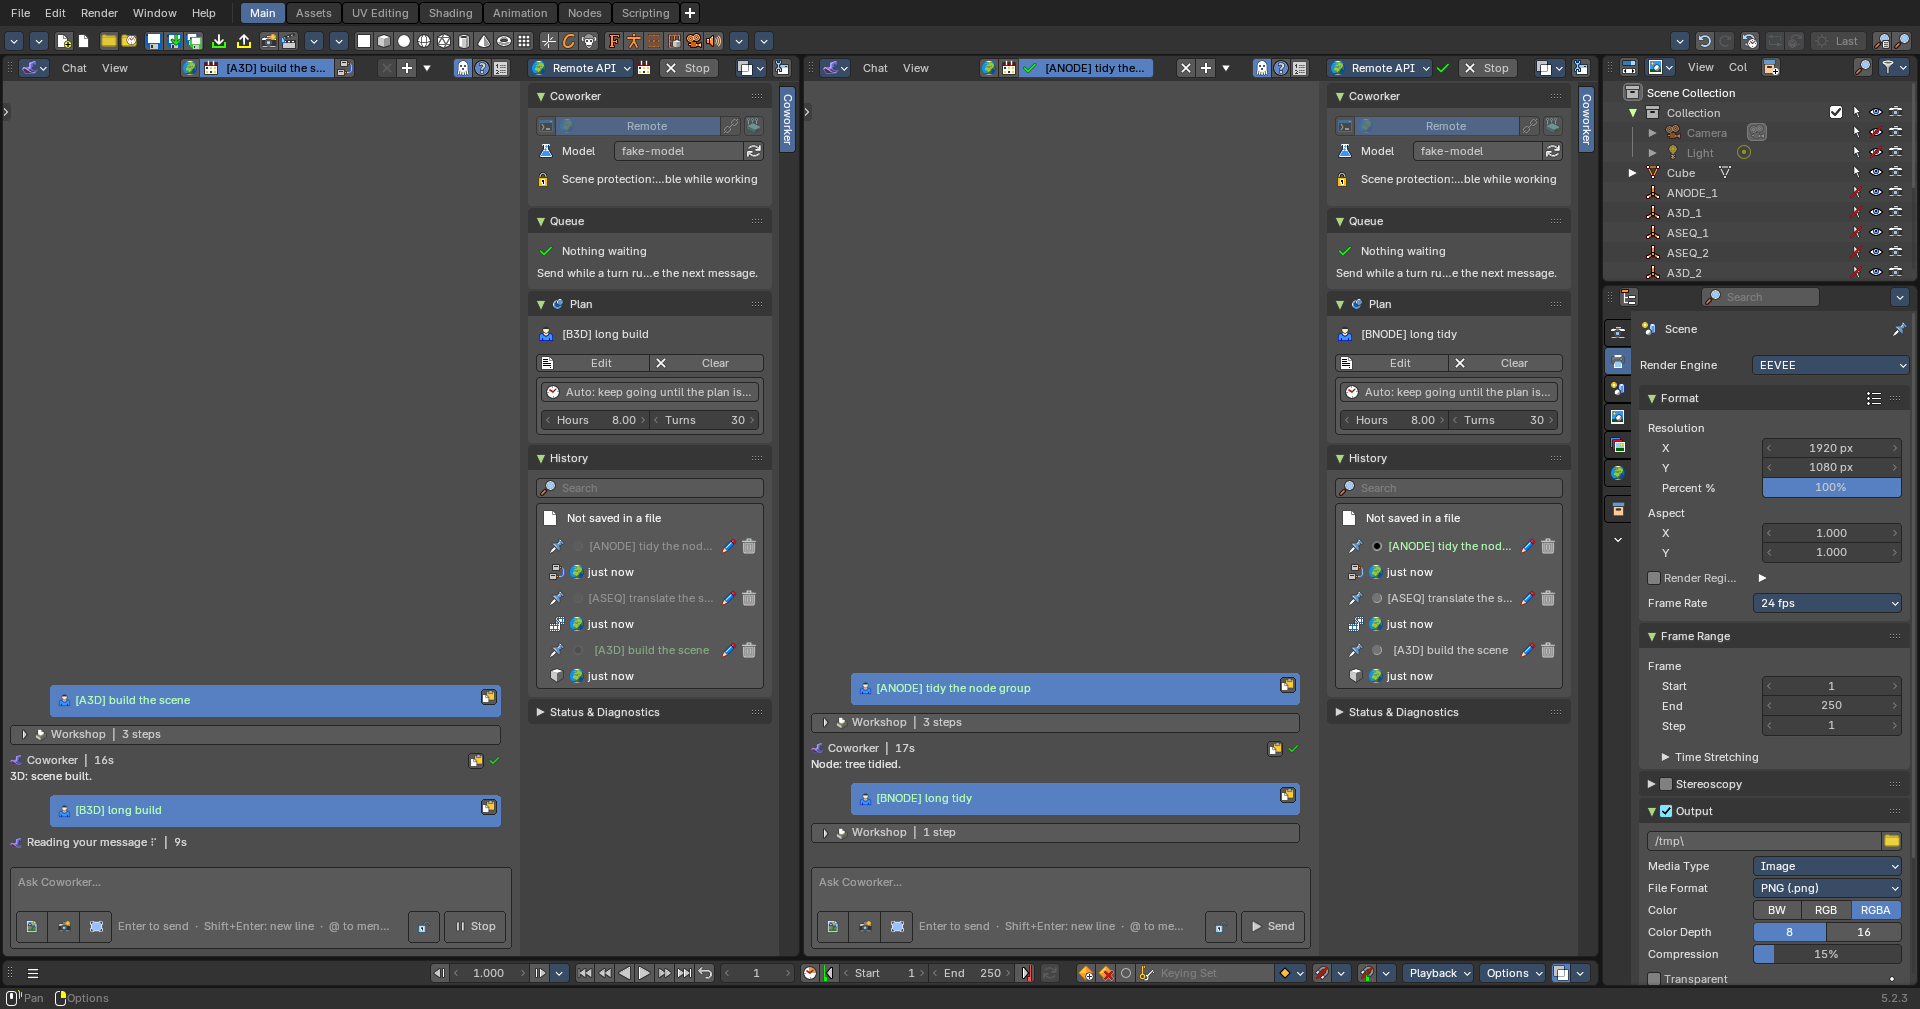 File Edit Render Window Help Main Assets UV Editing Shading Animation Nodes Scripting
Last
Chat View [A3D] build the s... Remote API Stop
Coworker
Coworker
Remote
Model fake-model
Scene protection:...ble while working
Queue
Nothing waiting
Send while a turn ru...e the next message.
Plan
[B3D] long build
Edit Clear
Auto: keep going until the plan is...
Hours 8.00 Turns 30
History
Search
Not saved in a file
[ANODE] tidy the nod...
just now
[ASEQ] translate the s...
just now
[A3D] build the scene
just now
Status & Diagnostics
[A3D] build the scene
Workshop | 3 steps
Coworker | 16s
3D: scene built.
[B3D] long build
Reading your message | 9s
Ask Coworker...
Enter to send · Shift+Enter: new line · @ to men...
Stop
Chat View [ANODE] tidy the... Remote API Stop
Coworker
Coworker
Remote
Model fake-model
Scene protection:...ble while working
Queue
Nothing waiting
Send while a turn ru...e the next message.
Plan
[BNODE] long tidy
Edit Clear
Auto: keep going until the plan is...
Hours 8.00 Turns 30
History
Search
Not saved in a file
[ANODE] tidy the nod...
just now
[ASEQ] translate the s...
just now
[A3D] build the scene
just now
Status & Diagnostics
[ANODE] tidy the node group
Workshop | 3 steps
Coworker | 17s
Node: tree tidied.
[BNODE] long tidy
Workshop | 1 step
Ask Coworker...
Enter to send · Shift+Enter: new line · @ to me...
Send
View Col
Scene Collection
Collection
Camera
Light
Cube
ANODE_1
A3D_1
ASEQ_1
ASEQ_2
A3D_2
Search
Scene
Render Engine EEVEE
Format
Resolution
X 1920 px
Y 1080 px
Percent % 100%
Aspect
X 1.000
Y 1.000
Render Regi...
Frame Rate 24 fps
Frame Range
Frame
Start 1
End 250
Step 1
Time Stretching
Stereoscopy
Output
/tmp\
Media Type Image
File Format PNG (.png)
Color BW RGB RGBA
Color Depth 8 16
Compression 15%
Transparent
1.000 1 Start 1 End 250 Keying Set Playback Options
Pan Options 5.2.3